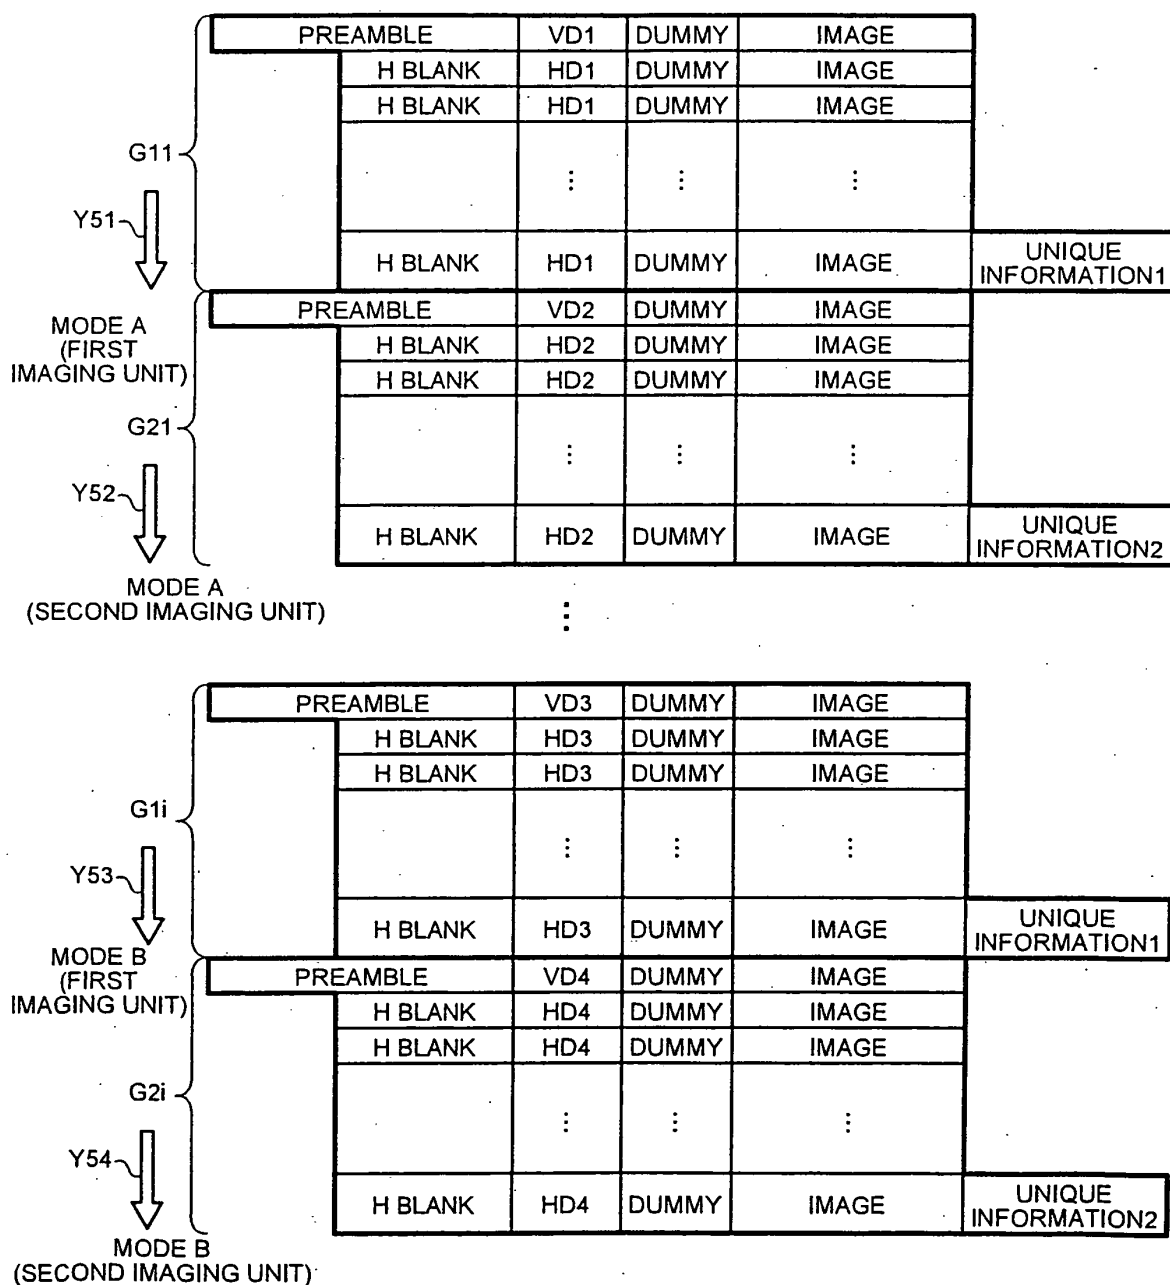 PREAMBLE VD1 DUMMY IMAGE
H BLANK HD1 DUMMY IMAGE
H BLANK HD1 DUMMY IMAGE
G11
⋮ ⋮ ⋮
Y51
H BLANK HD1 DUMMY IMAGE UNIQUE INFORMATION1
PREAMBLE VD2 DUMMY IMAGE
MODE A
(FIRST
IMAGING UNIT)
H BLANK HD2 DUMMY IMAGE
H BLANK HD2 DUMMY IMAGE
G21
⋮ ⋮ ⋮
Y52
H BLANK HD2 DUMMY IMAGE UNIQUE INFORMATION2
MODE A
(SECOND IMAGING UNIT)
⋮
PREAMBLE VD3 DUMMY IMAGE
H BLANK HD3 DUMMY IMAGE
H BLANK HD3 DUMMY IMAGE
G1i
⋮ ⋮ ⋮
Y53
H BLANK HD3 DUMMY IMAGE UNIQUE INFORMATION1
MODE B
(FIRST
IMAGING UNIT)
PREAMBLE VD4 DUMMY IMAGE
H BLANK HD4 DUMMY IMAGE
H BLANK HD4 DUMMY IMAGE
G2i
⋮ ⋮ ⋮
Y54
H BLANK HD4 DUMMY IMAGE UNIQUE INFORMATION2
MODE B
(SECOND IMAGING UNIT)